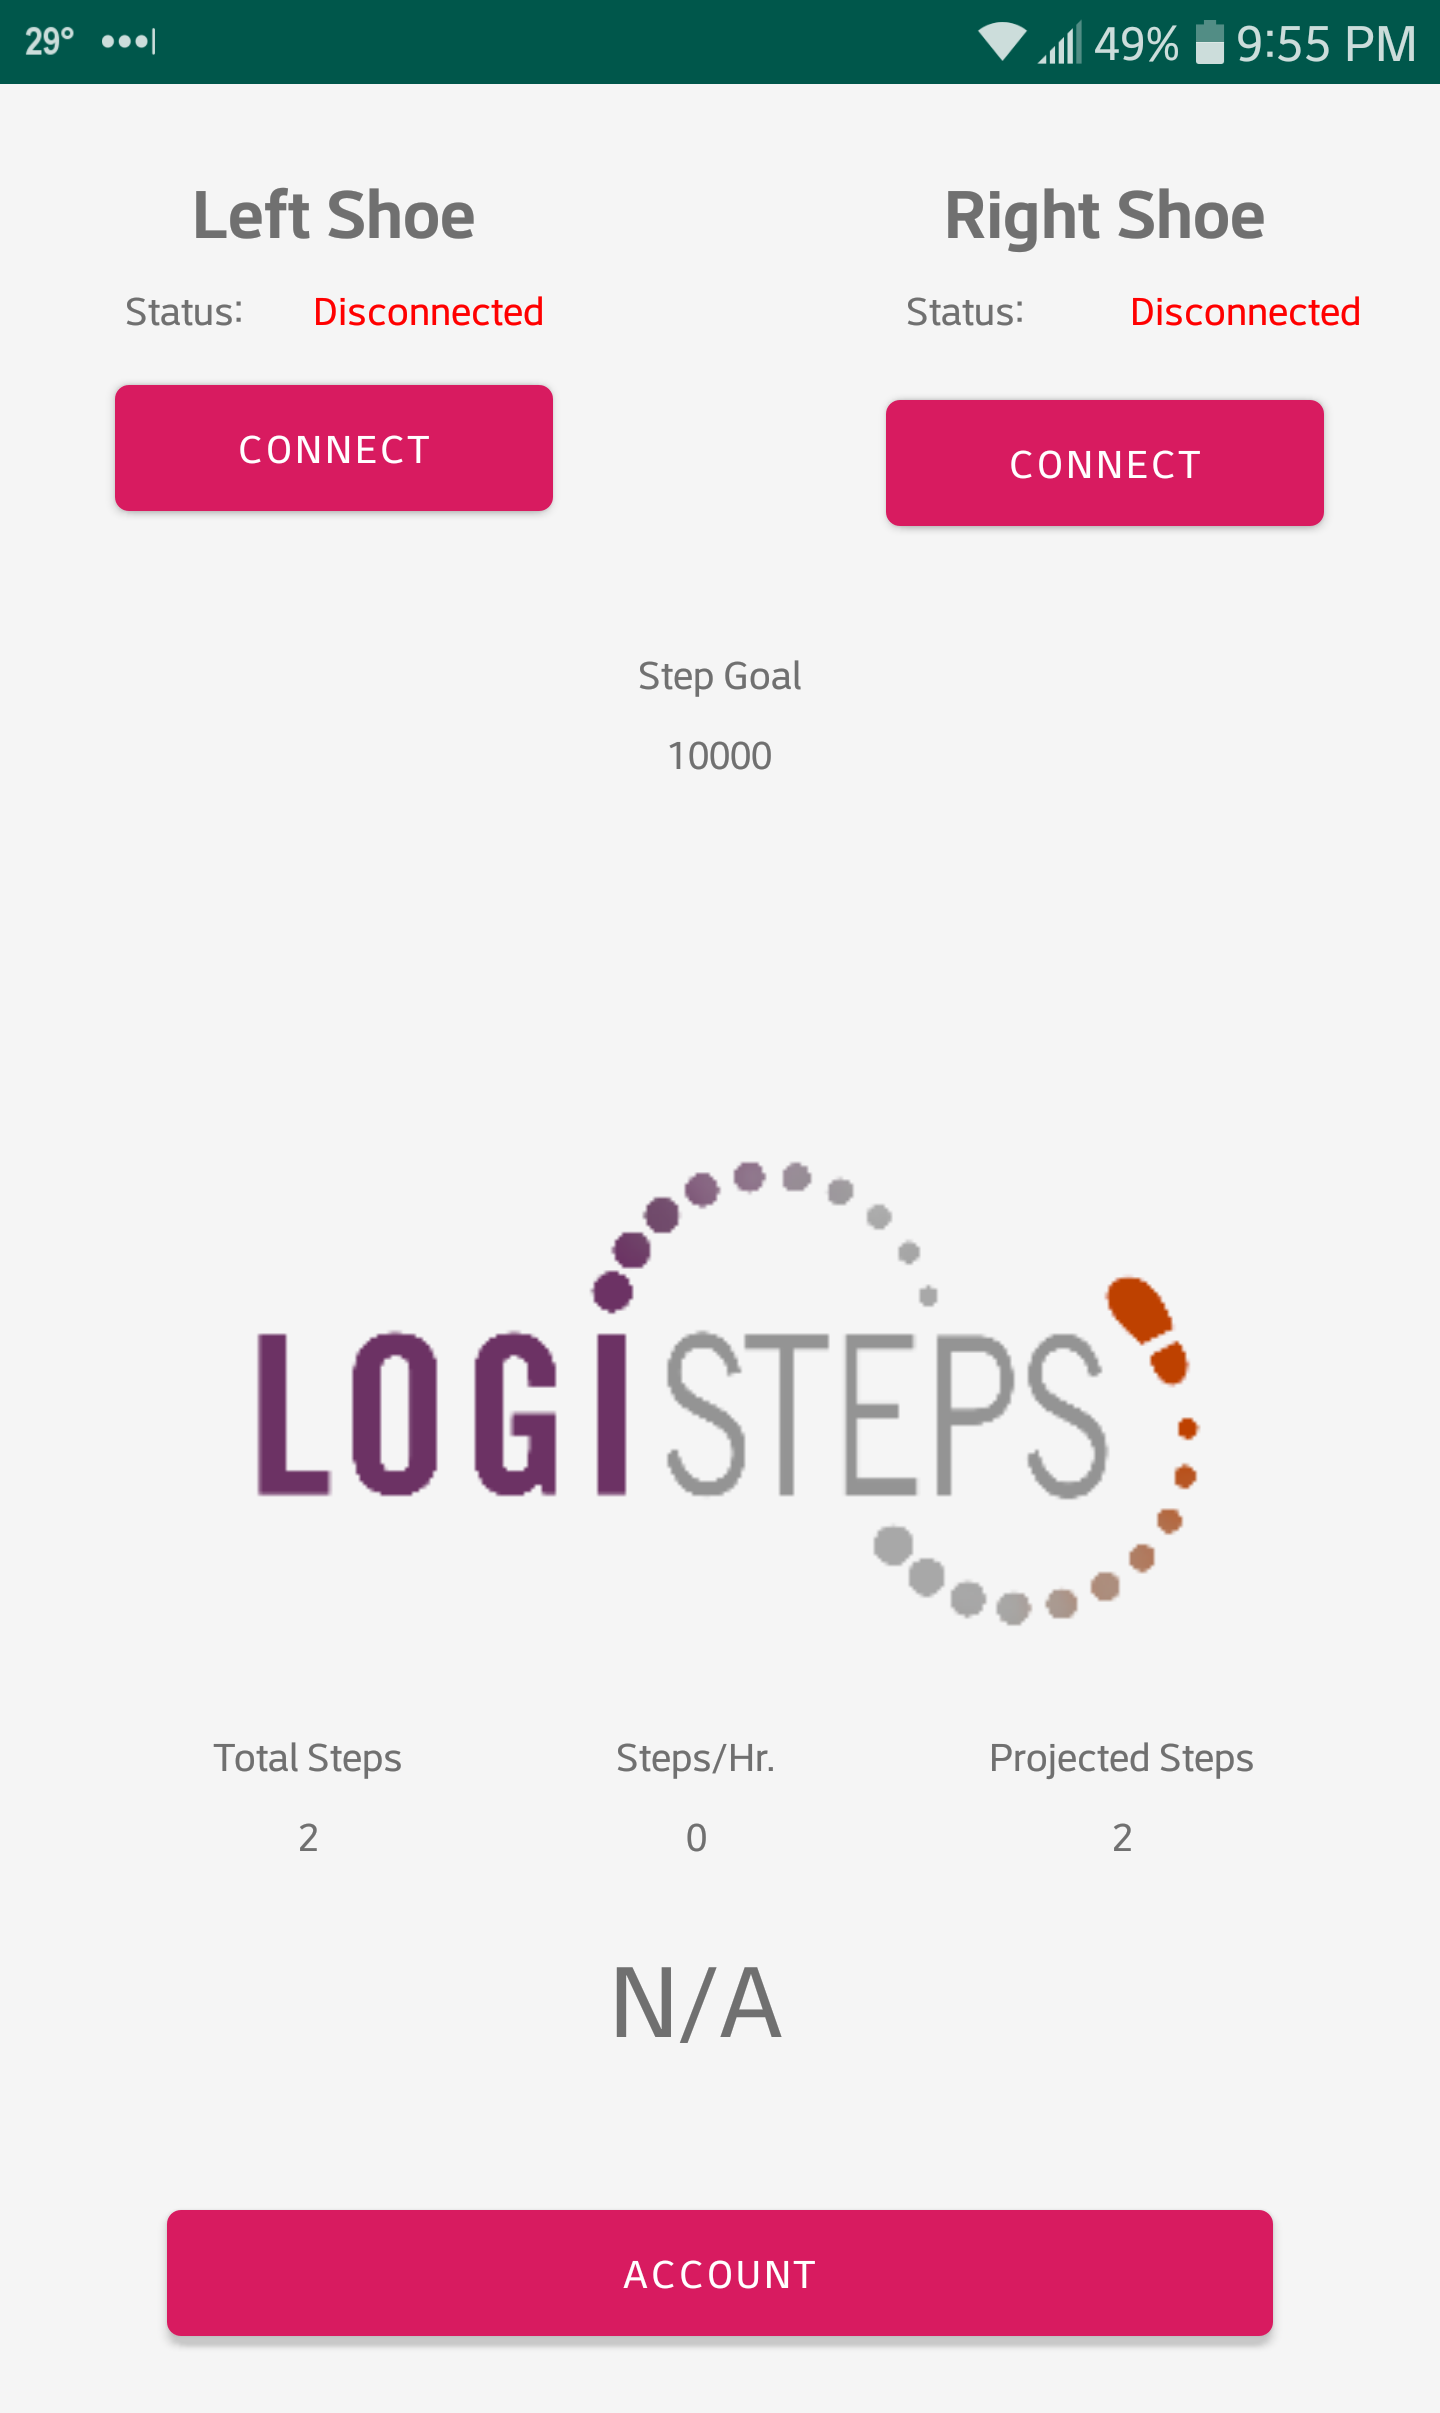 29° 49% 9:55 PM
Left Shoe Right Shoe
Status: Disconnected Status: Disconnected
CONNECT CONNECT
Step Goal
10000
LOGISTEPS
Total Steps Steps/Hr. Projected Steps
2 0 2
N/A
ACCOUNT